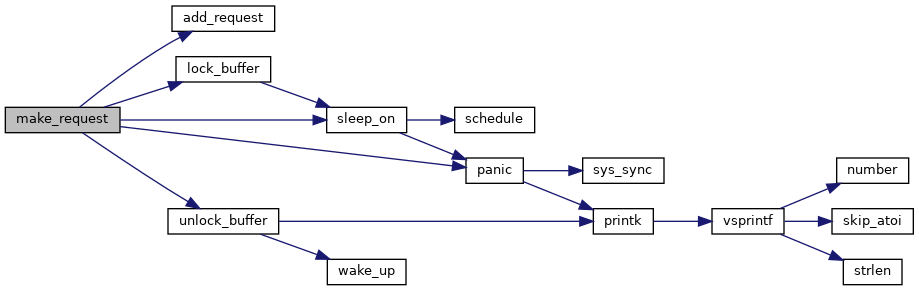 add_request
lock_buffer
make_request
sleep_on
schedule
panic
sys_sync
number
unlock_buffer
printk
vsprintf
skip_atoi
wake_up
strlen